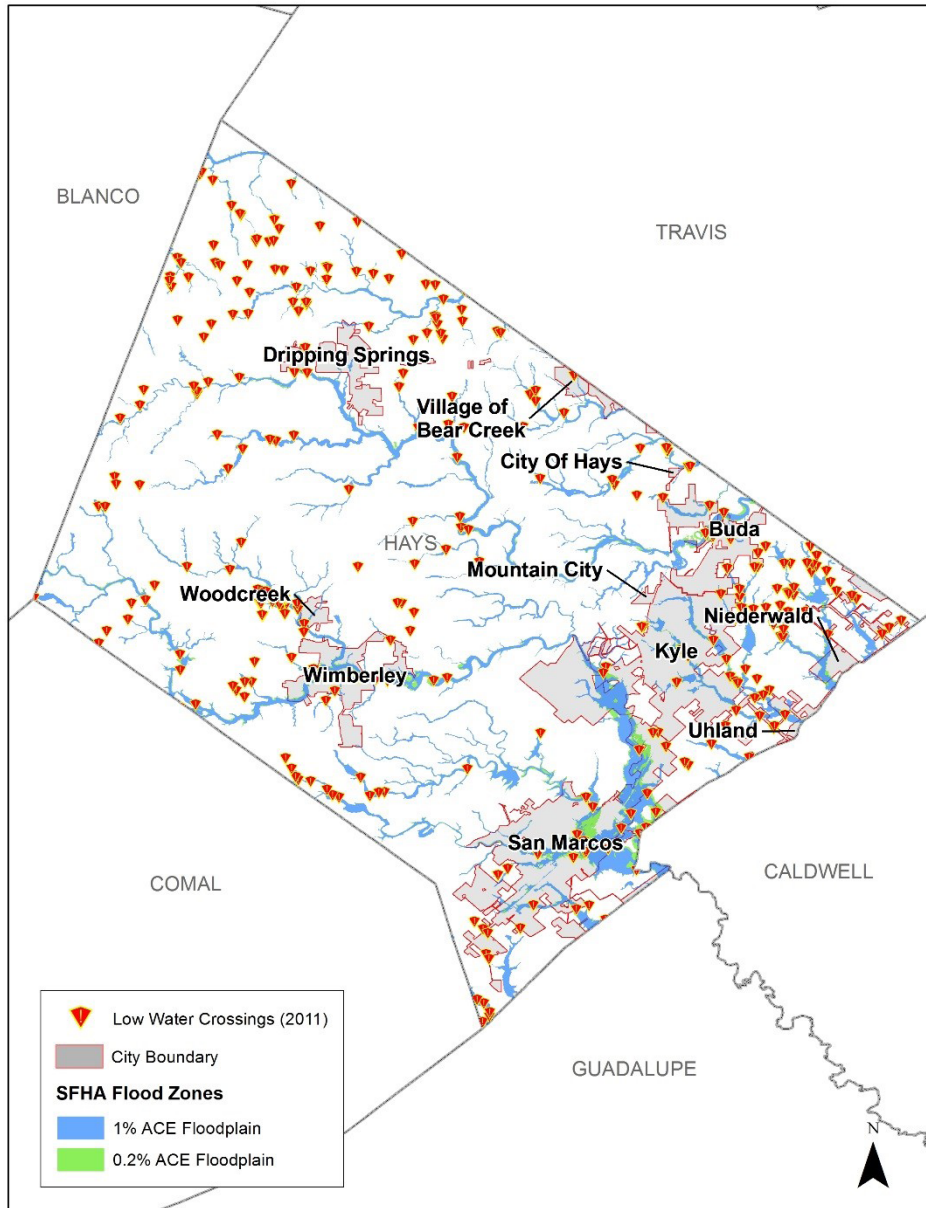 BLANCO
TRAVIS
Dripping Springs
Village of
Bear Creek
City Of Hays
Buda
HAYS
Mountain City
Woodcreek
Niederwald
Kyle
Wimberley
Uhland
San Marcos
COMAL
CALDWELL
GUADALUPE
Low Water Crossings (2011)
City Boundary
SFHA Flood Zones
1% ACE Floodplain
0.2% ACE Floodplain
N